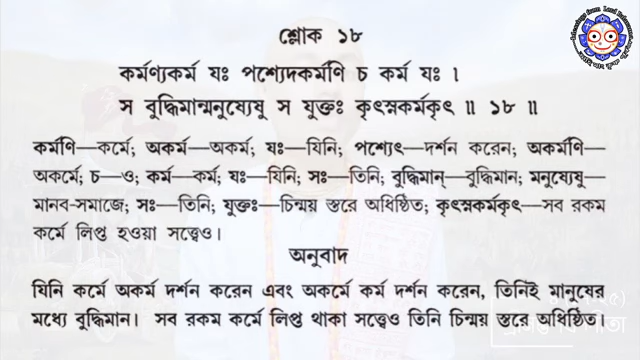 শ্লোক ১৮
কর্মণ্যকর্ম যঃ পশ্যেদকর্মণি চ কর্ম যঃ ।
স বুদ্ধিমান্মনুষ্যেষু স যুক্তঃ কৃৎস্নকর্মকৃৎ ॥ ১৮ ॥
কর্মণি—কর্মে; অকর্ম—অকর্ম; যঃ—যিনি; পশ্যেৎ—দর্শন করেন; অকর্মণি—
অকর্মে; চ—ও; কর্ম—কর্ম; যঃ—যিনি; সঃ—তিনি; বুদ্ধিমান্—বুদ্ধিমান; মনুষ্যেষু—
মানব-সমাজে; সঃ—তিনি; যুক্তঃ—চিন্ময় স্তরে অধিষ্ঠিত; কৃৎস্নকর্মকৃৎ—সব রকম
কর্মে লিপ্ত হওয়া সত্ত্বেও।
অনুবাদ
যিনি কর্মে অকর্ম দর্শন করেন এবং অকর্মে কর্ম দর্শন করেন, তিনিই মানুষের
মধ্যে বুদ্ধিমান। সব রকম কর্মে লিপ্ত থাকা সত্ত্বেও তিনি চিন্ময় স্তরে অধিষ্ঠিত।